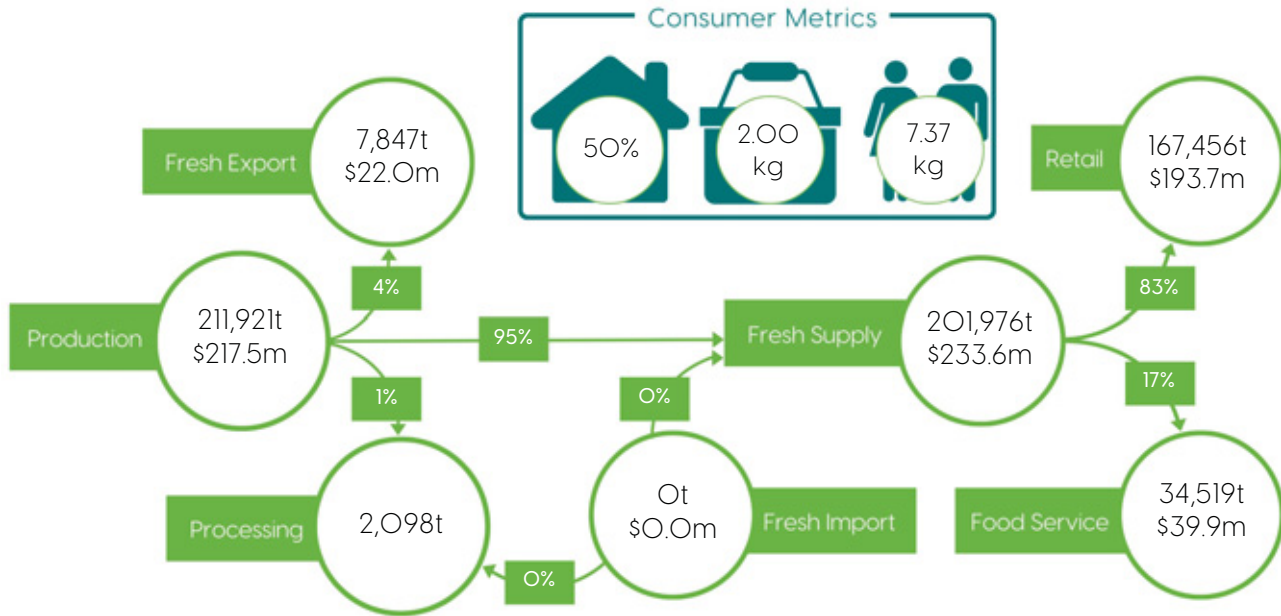 Consumer Metrics
50%
2.00
kg
7.37
kg
Fresh Export
7,847t
$22.0m
Retail
167,456t
$193.7m
4%
83%
Production
211,921t
$217.5m
95%
Fresh Supply
201,976t
$233.6m
1%
0%
17%
Processing
2,098t
0t
$0.0m
Fresh Import
Food Service
34,519t
$39.9m
0%